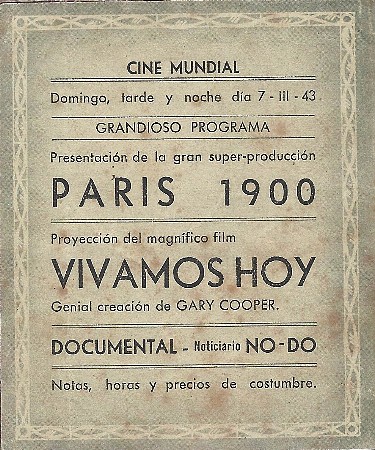 CINE MUNDIAL
Domingo, tarde y noche día 7 - III - 43
GRANDIOSO PROGRAMA
Presentación de la gran super-producción
PARIS 1900
Proyección del magnífico film
VIVAMOS HOY
Genial creación de GARY COOPER.
DOCUMENTAL - Noticiario NO-DO
Notas, horas y precios de costumbre.